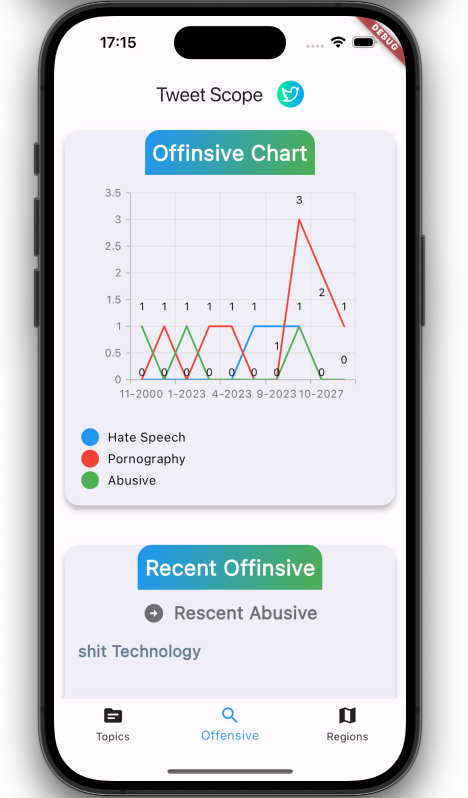 17:15
DEBUG
Tweet Scope
Offinsive Chart
3.5
3
3
2.5
2
2
1.5
1 1 1 1 1 1 1 1
1
1
0.5
0
0 0 0 0 0 0 0 0
0
11-2000 1-2023 4-2023 9-2023 10-2027
Hate Speech
Pornography
Abusive
Recent Offinsive
Rescent Abusive
shit Technology
Topics Offensive Regions